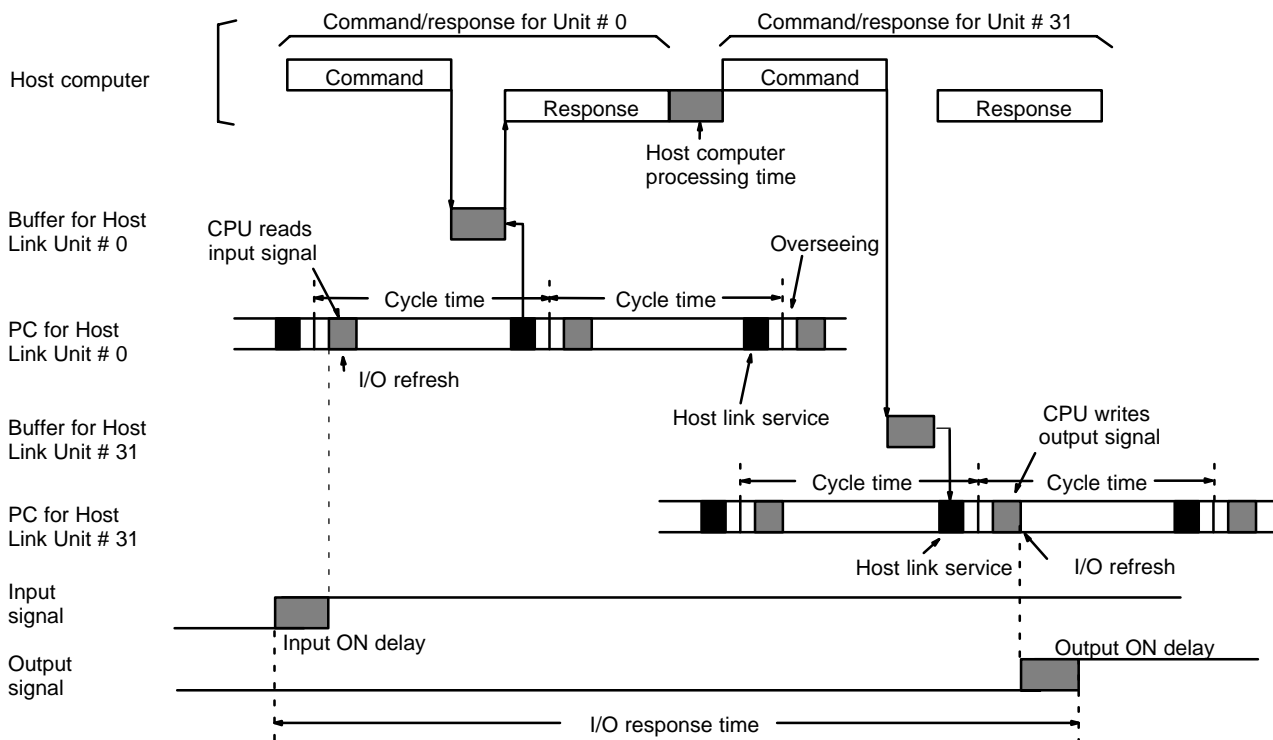 Command/response for Unit # 0
Command/response for Unit # 31
Host computer
Command
Command
Response
Response
Host computer
processing time
Buffer for Host
Link Unit # 0
CPU reads
input signal
Overseeing
Cycle time
Cycle time
PC for Host
Link Unit # 0
I/O refresh
Host link service
Buffer for Host
Link Unit # 31
CPU writes
output signal
Cycle time
Cycle time
PC for Host
Link Unit # 31
Host link service
I/O refresh
Input
signal
Input ON delay
Output
signal
Output ON delay
I/O response time